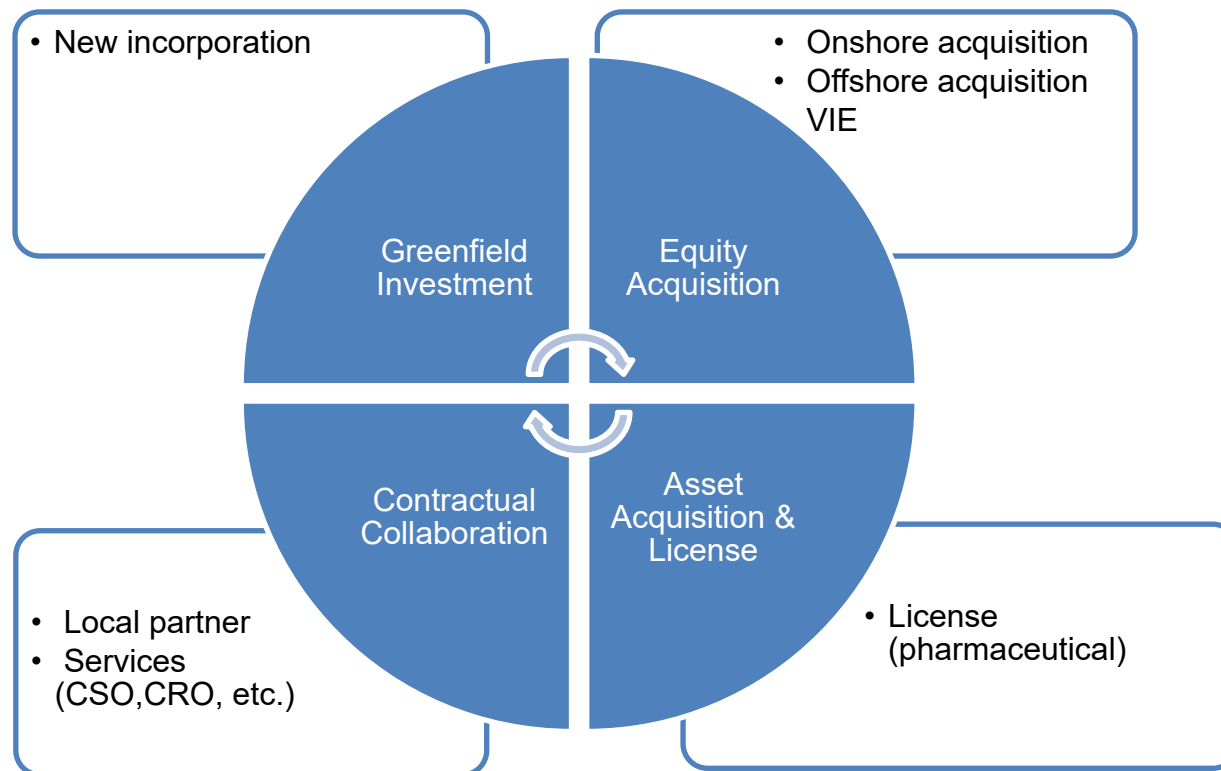 • New incorporation
• Onshore acquisition
• Offshore acquisition
VIE
Greenfield
Investment
Equity
Acquisition
Contractual
Collaboration
Asset
Acquisition &
License
• Local partner
• Services
(CSO,CRO, etc.)
• License
(pharmaceutical)